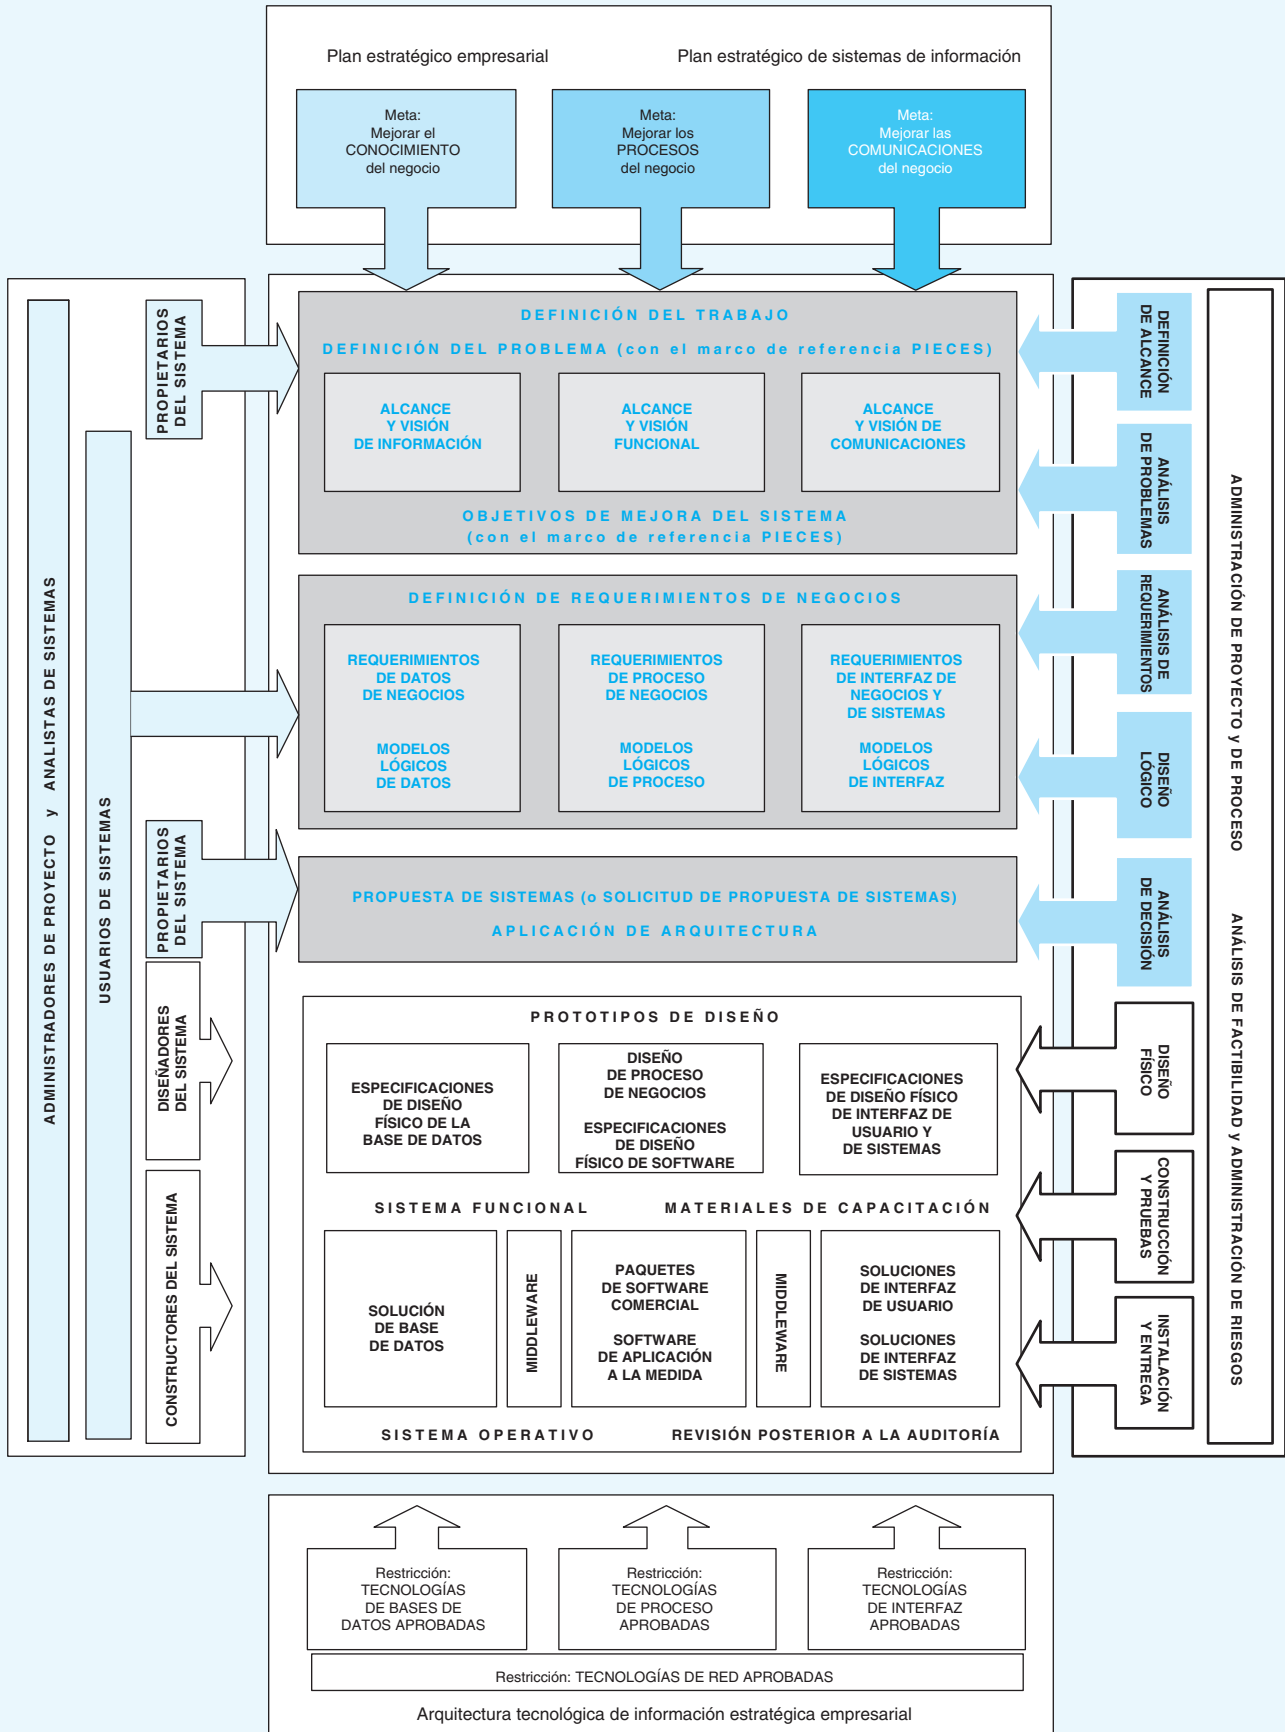 Plan estratégico empresarial
Plan estratégico de sistemas de información
Meta:
Mejorar el
CONOCIMIENTO
del negocio
Meta:
Mejorar los
PROCESOS
del negocio
Meta:
Mejorar las
COMUNICACIONES
del negocio
ADMINISTRADORES DE PROYECTO y ANALISTAS DE SISTEMAS
USUARIOS DE SISTEMAS
PROPIETARIOS
DEL SISTEMA
PROPIETARIOS
DEL SISTEMA
DISEÑADORES
DEL SISTEMA
CONSTRUCTORES DEL SISTEMA
DEFINICIÓN DEL TRABAJO
DEFINICIÓN DEL PROBLEMA (con el marco de referencia PIECES)
ALCANCE
Y VISIÓN
DE INFORMACIÓN
ALCANCE
Y VISIÓN
FUNCIONAL
ALCANCE
Y VISIÓN DE
COMUNICACIONES
OBJETIVOS DE MEJORA DEL SISTEMA
(con el marco de referencia PIECES)
DEFINICIÓN DE REQUERIMIENTOS DE NEGOCIOS
REQUERIMIENTOS
DE DATOS
DE NEGOCIOS
MODELOS
LÓGICOS
DE DATOS
REQUERIMIENTOS
DE PROCESO
DE NEGOCIOS
MODELOS
LÓGICOS
DE PROCESO
REQUERIMIENTOS
DE INTERFAZ DE
NEGOCIOS Y
DE SISTEMAS
MODELOS
LÓGICOS
DE INTERFAZ
PROPUESTA DE SISTEMAS (o SOLICITUD DE PROPUESTA DE SISTEMAS)
APLICACIÓN DE ARQUITECTURA
PROTOTIPOS DE DISEÑO
ESPECIFICACIONES
DE DISEÑO
FÍSICO DE LA
BASE DE DATOS
DISEÑO
DE PROCESO
DE NEGOCIOS
ESPECIFICACIONES
DE DISEÑO
FÍSICO DE SOFTWARE
ESPECIFICACIONES
DE DISEÑO FÍSICO
DE INTERFAZ DE
USUARIO Y
DE SISTEMAS
SISTEMA FUNCIONAL
MATERIALES DE CAPACITACIÓN
SOLUCIÓN
DE BASE
DE DATOS
MIDDLEWARE
PAQUETES
DE SOFTWARE
COMERCIAL
SOFTWARE
DE APLICACIÓN
A LA MEDIDA
MIDDLEWARE
SOLUCIONES
DE INTERFAZ
DE USUARIO
SOLUCIONES
DE INTERFAZ
DE SISTEMAS
SISTEMA OPERATIVO
REVISIÓN POSTERIOR A LA AUDITORÍA
DEFINICIÓN
DE ALCANCE
ANÁLISIS
DE PROBLEMAS
ANÁLISIS DE
REQUERIMIENTOS
DISEÑO
LÓGICO
ANÁLISIS
DE DECISIÓN
DISEÑO
FÍSICO
CONSTRUCCIÓN
Y PRUEBAS
INSTALACIÓN
Y ENTREGA
ADMINISTRACIÓN DE PROYECTO y DE PROCESO
ANÁLISIS DE FACTIBILIDAD y ADMINISTRACIÓN DE RIESGOS
Restricción:
TECNOLOGÍAS
DE BASES DE
DATOS APROBADAS
Restricción:
TECNOLOGÍAS
DE PROCESO
APROBADAS
Restricción:
TECNOLOGÍAS
DE INTERFAZ
APROBADAS
Restricción: TECNOLOGÍAS DE RED APROBADAS
Arquitectura tecnológica de información estratégica empresarial